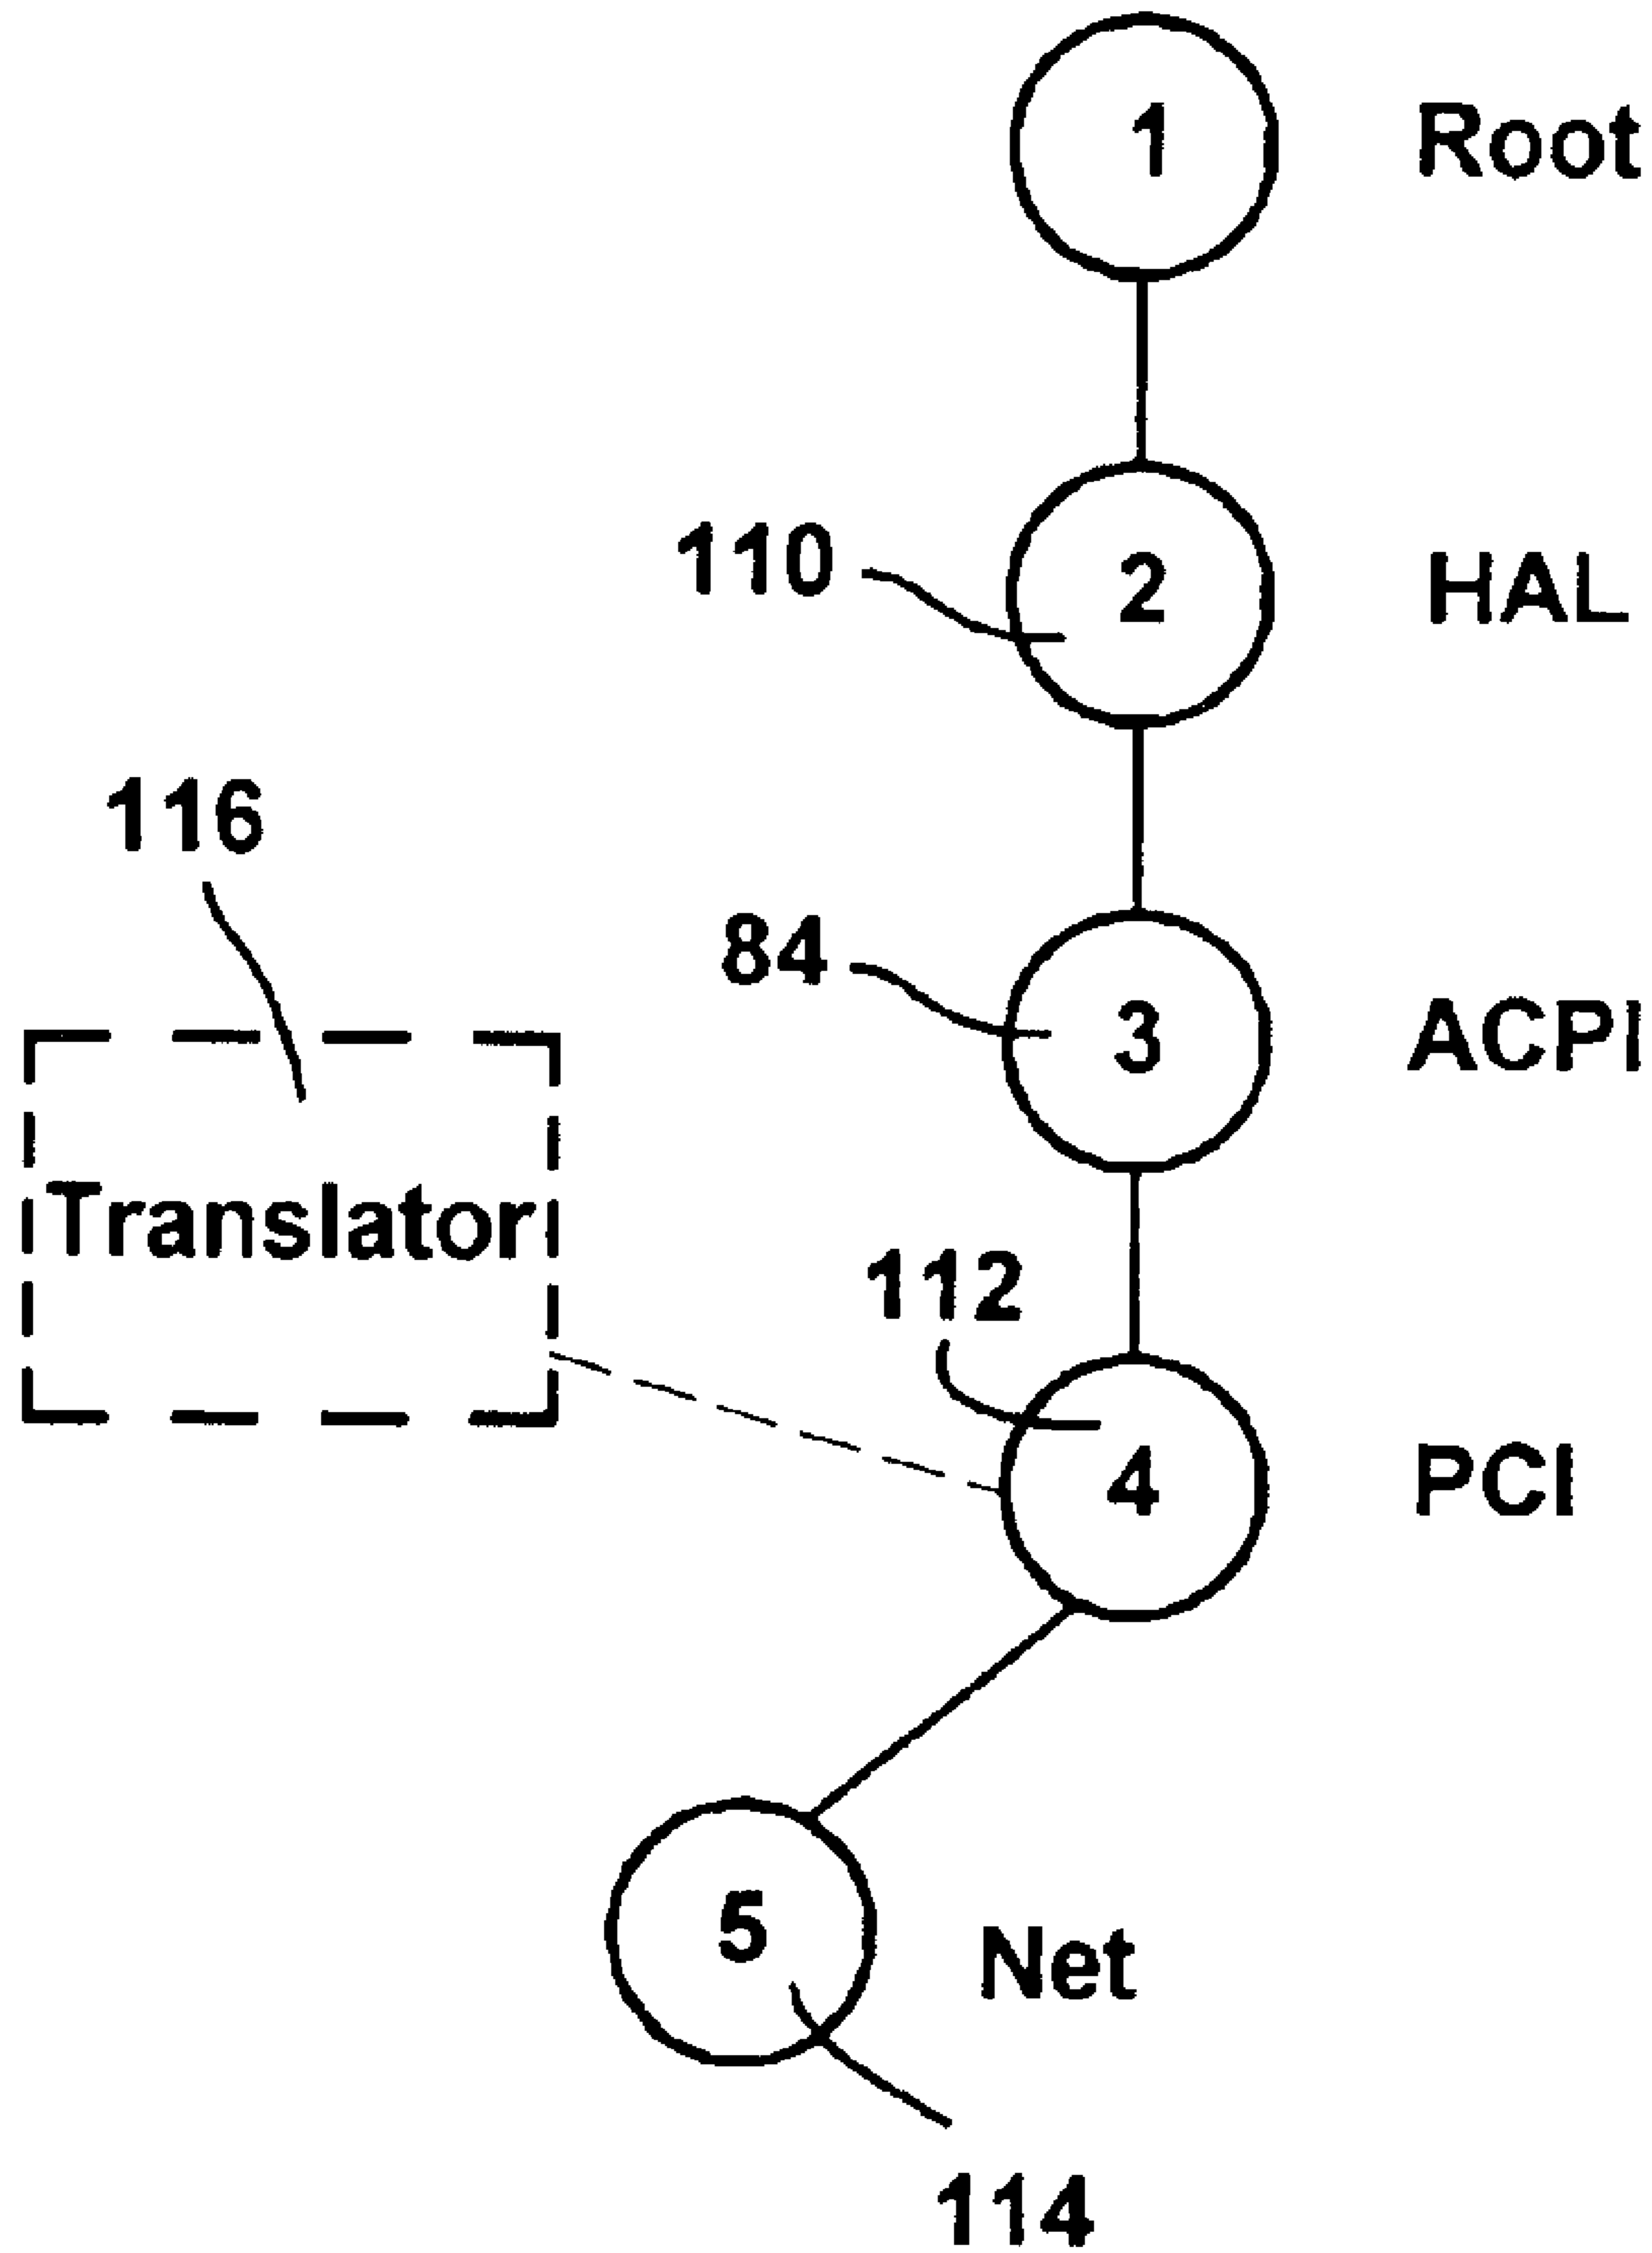 1 Root
110 2 HAL
116
84 3 ACPI
Translator
112
4 PCI
5 Net
114